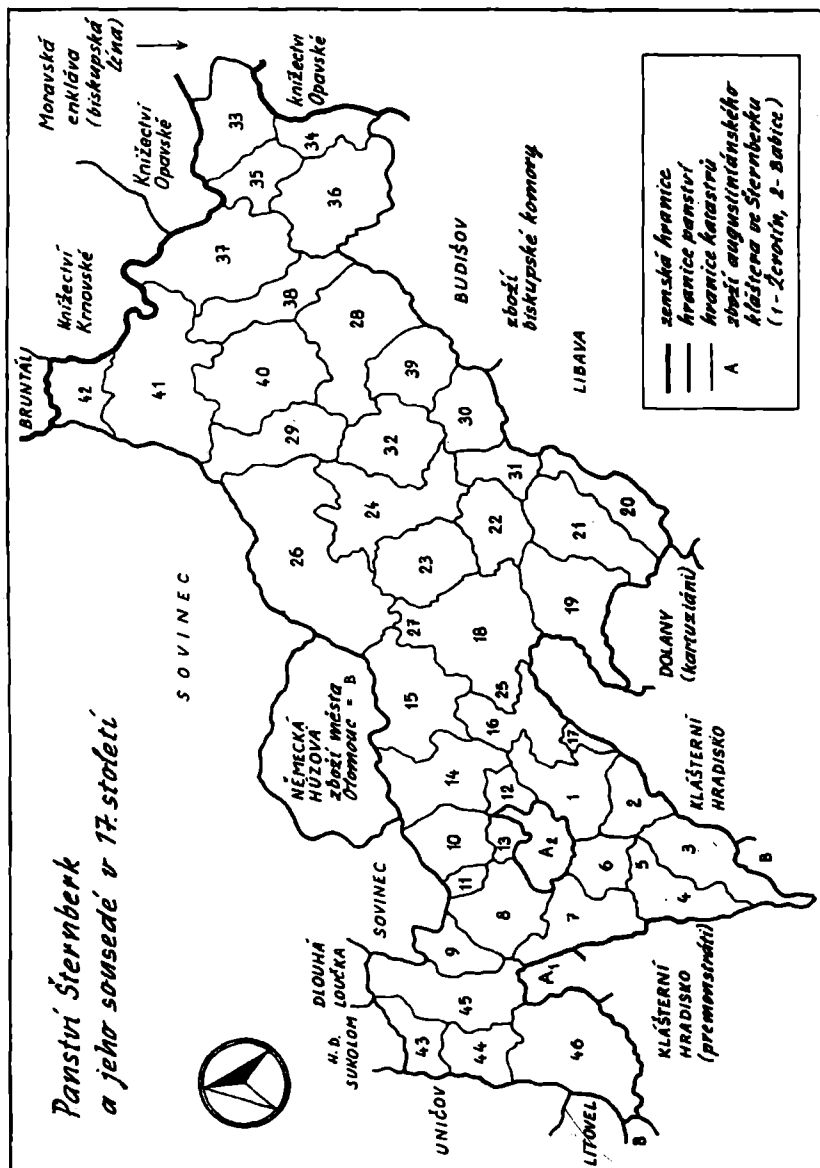 Panství Šternberk
a jeho sousedé v 17. století
Moravská
enkláva
(biskupská
léna)
Knížectví
Opavské
knížectví
Opavské
Knížectví
Krnovské
BRUNTÁL
SOVINEC
NĚMECKÁ
HUZOVÁ
zboží města
Olomouc = B
SOVINEC
DLOUHÁ
LOUČKA
H. D.
SUKOLOM
UNIČOV
LITOVEL
B
KLÁŠTERNÍ
HRADISKO
(premonstráti)
B
KLÁŠTERNÍ
HRADISKO
DOLANY
(kartuziáni)
LIBAVA
BUDIŠOV
zboží
biskupské komory
33
34
35
36
37
38
28
39
40
41
42
29
32
30
31
24
26
22
23
21
20
19
18
27
15
25
16
17
14
12
1
2
10
13
A2
11
8
6
5
3
4
7
9
45
A1
43
44
46
zemská hranice
hranice panství
hranice katastrů
A zboží augustiniánského
kláštera ve Šternberku
(1 - Žerotín, 2 - Babice)